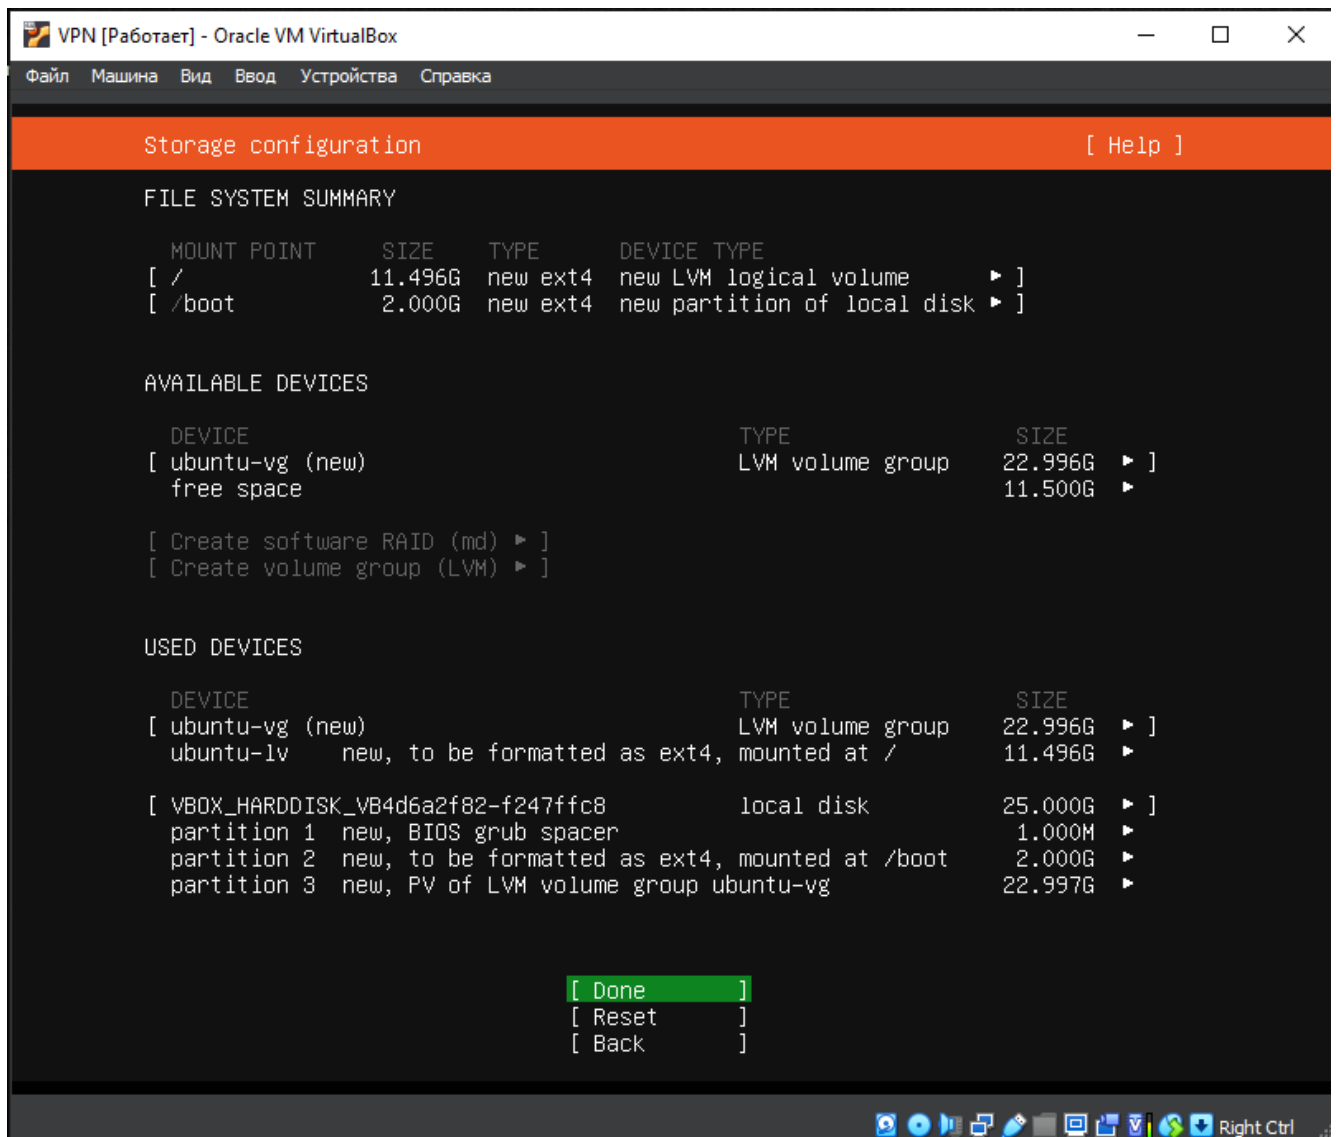 VPN [Работает] - Oracle VM VirtualBox
Файл Машина Вид Ввод Устройства Справка
Storage configuration [ Help ]
FILE SYSTEM SUMMARY
MOUNT POINT SIZE TYPE DEVICE TYPE
[ / 11.496G new ext4 new LVM logical volume ▸ ]
[ /boot 2.000G new ext4 new partition of local disk ▸ ]
AVAILABLE DEVICES
DEVICE TYPE SIZE
[ ubuntu-vg (new) LVM volume group 22.996G ▸ ]
free space 11.500G ▸
[ Create software RAID (md) ▸ ]
[ Create volume group (LVM) ▸ ]
USED DEVICES
DEVICE TYPE SIZE
[ ubuntu-vg (new) LVM volume group 22.996G ▸ ]
ubuntu-lv new, to be formatted as ext4, mounted at / 11.496G ▸
[ VBOX_HARDDISK_VB4d6a2f82-f247ffc8 local disk 25.000G ▸ ]
partition 1 new, BIOS grub spacer 1.000M ▸
partition 2 new, to be formatted as ext4, mounted at /boot 2.000G ▸
partition 3 new, PV of LVM volume group ubuntu-vg 22.997G ▸
[ Done ]
[ Reset ]
[ Back ]
Right Ctrl